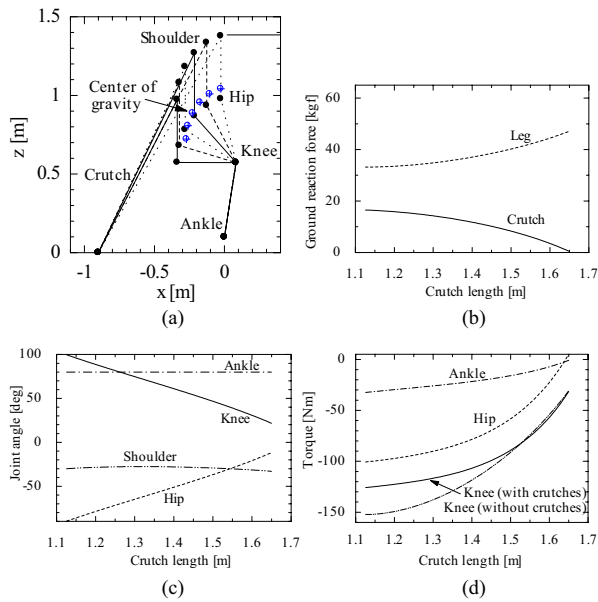 1.5
1
0.5
0
z [m]
-1
-0.5
0
x [m]
Shoulder
Center of
gravity
Hip
Knee
Crutch
Ankle
(a)
60
40
20
0
Ground reaction force [kgf]
Leg
Crutch
1.1 1.2 1.3 1.4 1.5 1.6 1.7
Crutch length [m]
(b)
100
50
0
-50
Joint angle [deg]
Ankle
Knee
Shoulder
Hip
1.1 1.2 1.3 1.4 1.5 1.6 1.7
Crutch length [m]
(c)
0
-50
-100
-150
Torque [Nm]
Ankle
Hip
Knee (with crutches)
Knee (without crutches)
1.1 1.2 1.3 1.4 1.5 1.6 1.7
Crutch length [m]
(d)